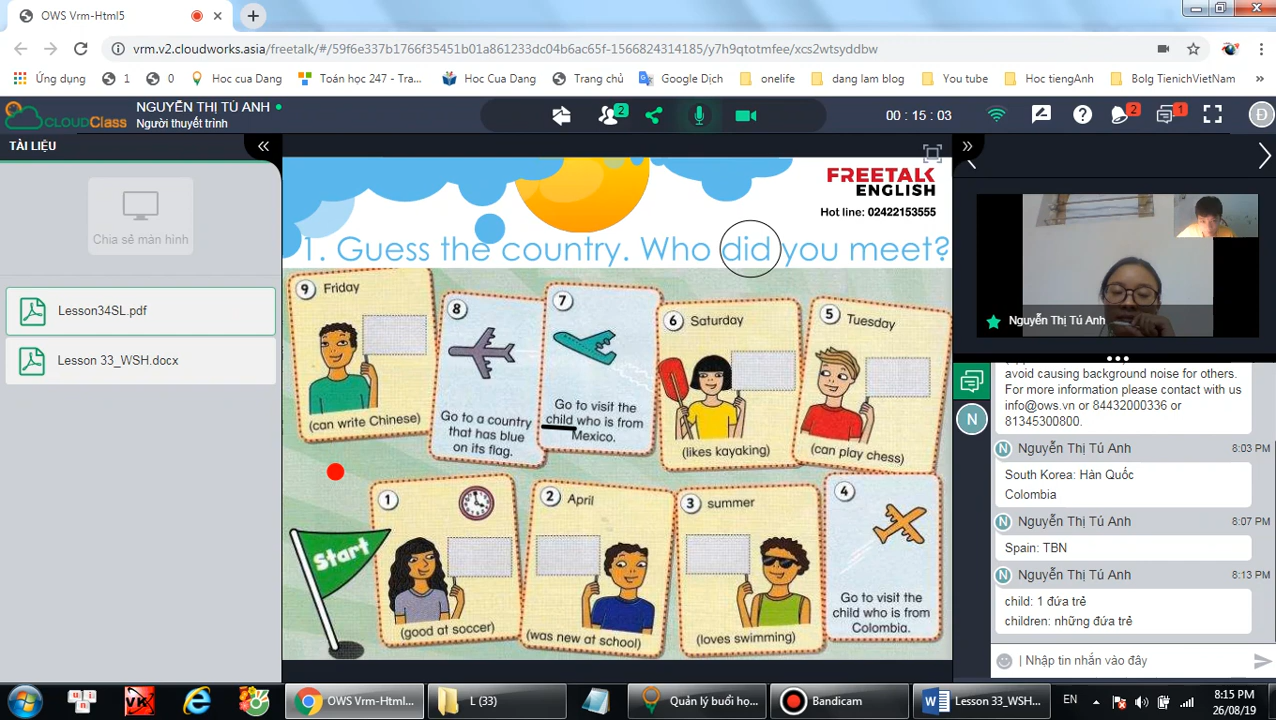 OWS Vrm-Html5
vrm.v2.cloudworks.asia/freetalk/#/59f6e337b1766f35451b01a861233dc04b6ac65f-1566824314185/y7h9qtotmfee/xcs2wtsyddbw
Ứng dụng
1
0
Hoc cua Dang
Toán học 247 - Tra...
Hoc Cua Dang
Trang chủ
Google Dịch
onelife
dang lam blog
You tube
Học tiengAnh
Bolg TienichVietNam
»
CLOUDClass
NGUYỄN THỊ TÚ ANH
Người thuyết trình
2
00 : 15 : 03
2
1
Đ
TÀI LIỆU
Chia sẻ màn hình
Lesson34SL.pdf
Lesson 33_WSH.docx
FREETALK
ENGLISH
Hot line: 02422153555
1. Guess the country. Who did you meet?
9 Friday
(can write Chinese)
8
Go to a country
that has blue
on its flag.
7
Go to visit the
child who is from
Mexico.
6 Saturday
(likes kayaking)
5 Tuesday
(can play chess)
Start
1
(good at soccer)
2 April
(was new at school)
3 summer
(loves swimming)
4
Go to visit the
child who is from
Colombia.
Nguyễn Thị Tú Anh
avoid causing background noise for others.
For more information please contact with us
info@ows.vn or 84432000336 or
81345300800.
N Nguyễn Thị Tú Anh 8:03 PM
South Korea: Hàn Quốc
Colombia
N Nguyễn Thị Tú Anh 8:07 PM
Spain: TBN
N Nguyễn Thị Tú Anh 8:13 PM
child: 1 đứa trẻ
children: những đứa trẻ
N
Nhập tin nhắn vào đây
OWS Vrm-Html...
L (33)
Quản lý buổi họ...
Bandicam
Lesson 33_WSH...
EN
8:15 PM
26/08/19